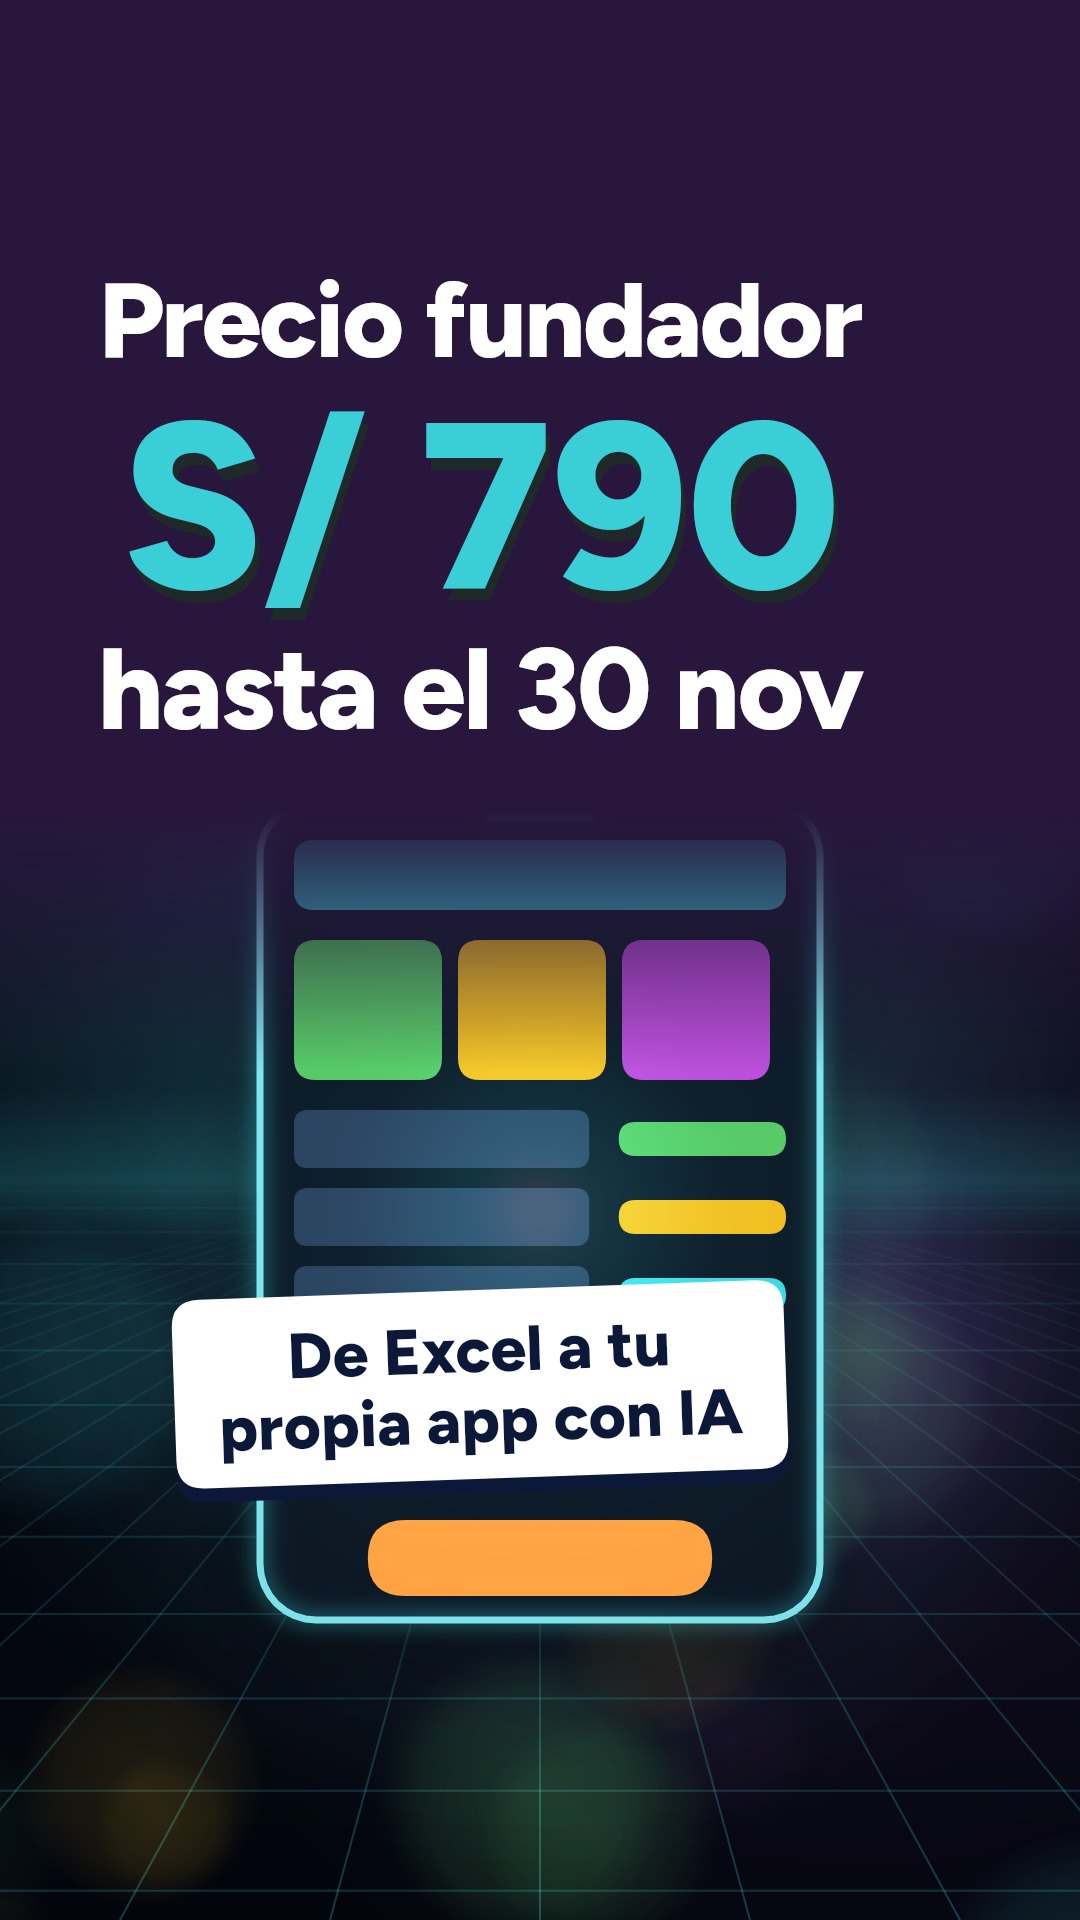 Precio fundador
S/ 790
hasta el 30 nov
De Excel a tu
propia app con IA